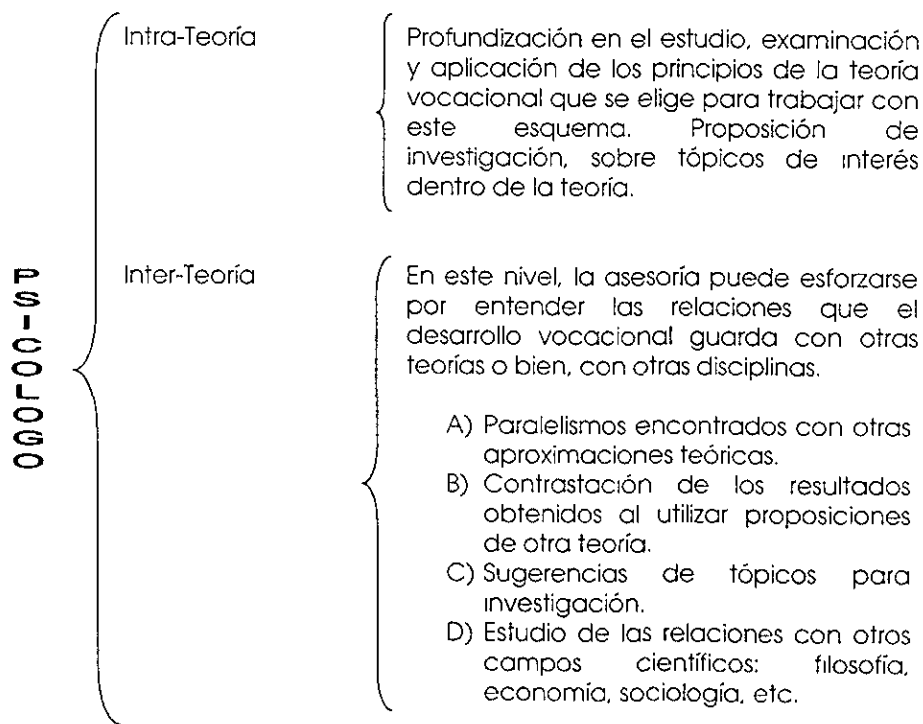 Intra-Teoría
Profundización en el estudio, examinación
y aplicación de los principios de la teoría
vocacional que se elige para trabajar con
este esquema. Proposición de
investigación, sobre tópicos de interés
dentro de la teoría.
PSICOLOGO
Inter-Teoría
En este nivel, la asesoría puede esforzarse
por entender las relaciones que el
desarrollo vocacional guarda con otras
teorías o bien, con otras disciplinas.
A) Paralelismos encontrados con otras
aproximaciones teóricas.
B) Contrastación de los resultados
obtenidos al utilizar proposiciones
de otra teoría.
C) Sugerencias de tópicos para
investigación.
D) Estudio de las relaciones con otros
campos científicos: filosofía,
economía, sociología, etc.